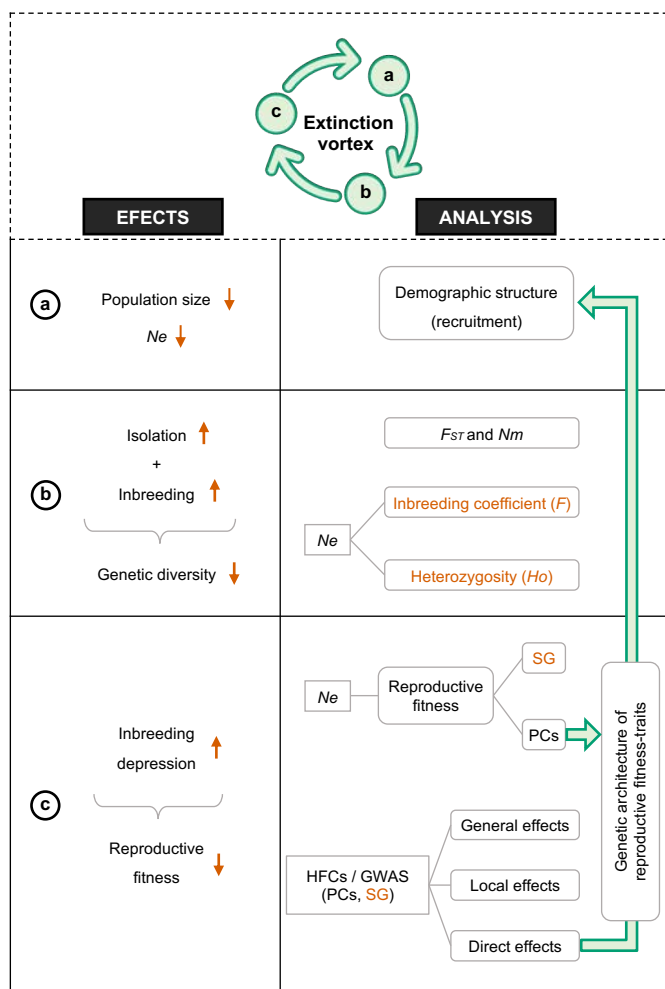 a
c
Extinction
vortex
b
EFECTS
ANALYSIS
a
Population size
Ne
Demographic structure
(recruitment)
b
Isolation
+
Inbreeding
Genetic diversity
FST and Nm
Ne
Inbreeding coefficient (F)
Heterozygosity (Ho)
c
Inbreeding
depression
Reproductive
fitness
Ne
Reproductive
fitness
SG
PCs
HFCs / GWAS
(PCs, SG)
General effects
Local effects
Direct effects
Genetic architecture of
reproductive fitness-traits